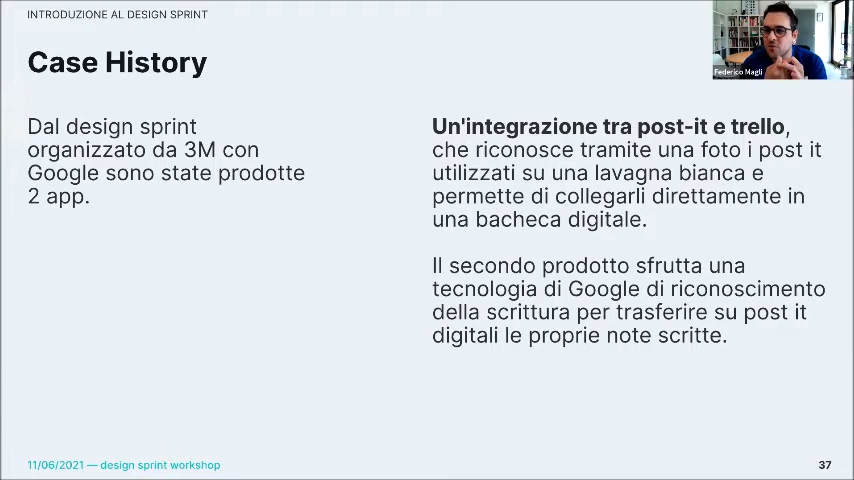 INTRODUZIONE AL DESIGN SPRINT
Case History
Federico Magli
Dal design sprint
organizzato da 3M con
Google sono state prodotte
2 app.
Un'integrazione tra post-it e trello,
che riconosce tramite una foto i post it
utilizzati su una lavagna bianca e
permette di collegarli direttamente in
una bacheca digitale.
Il secondo prodotto sfrutta una
tecnologia di Google di riconoscimento
della scrittura per trasferire su post it
digitali le proprie note scritte.
11/06/2021 — design sprint workshop
37